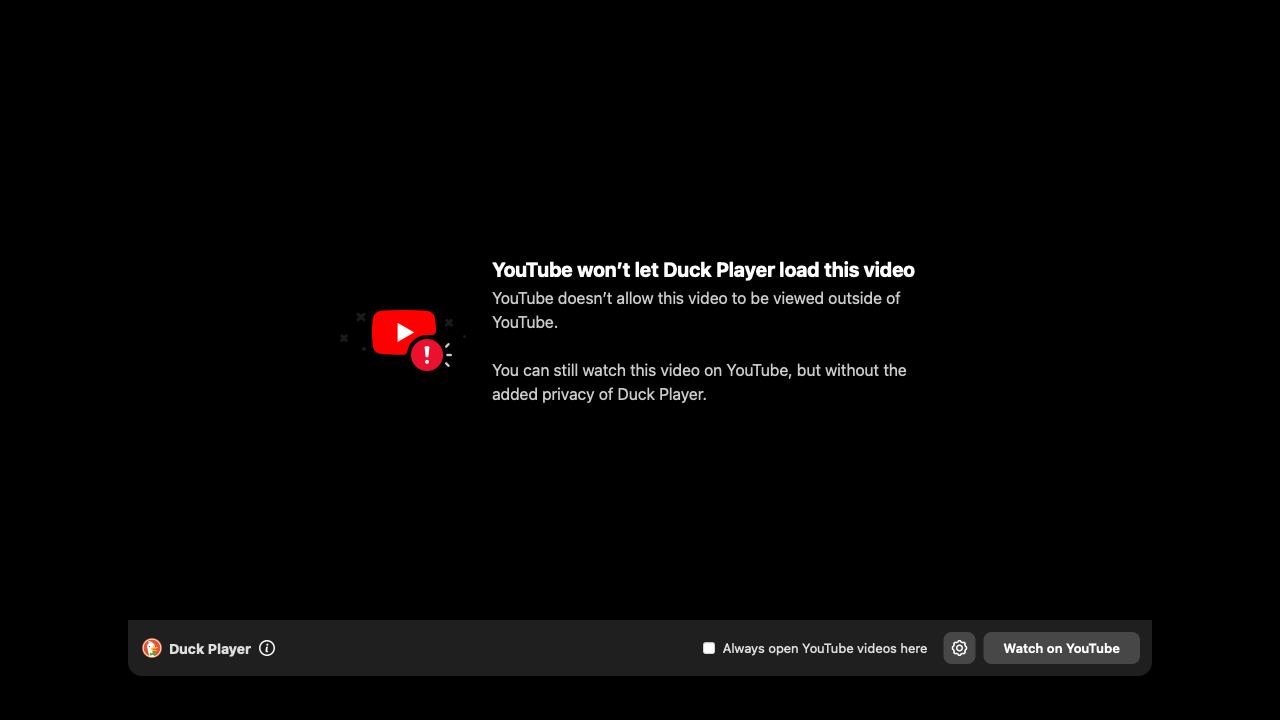 YouTube won’t let Duck Player load this video
YouTube doesn’t allow this video to be viewed outside of
YouTube.
You can still watch this video on YouTube, but without the
added privacy of Duck Player.
Duck Player
Always open YouTube videos here
Watch on YouTube